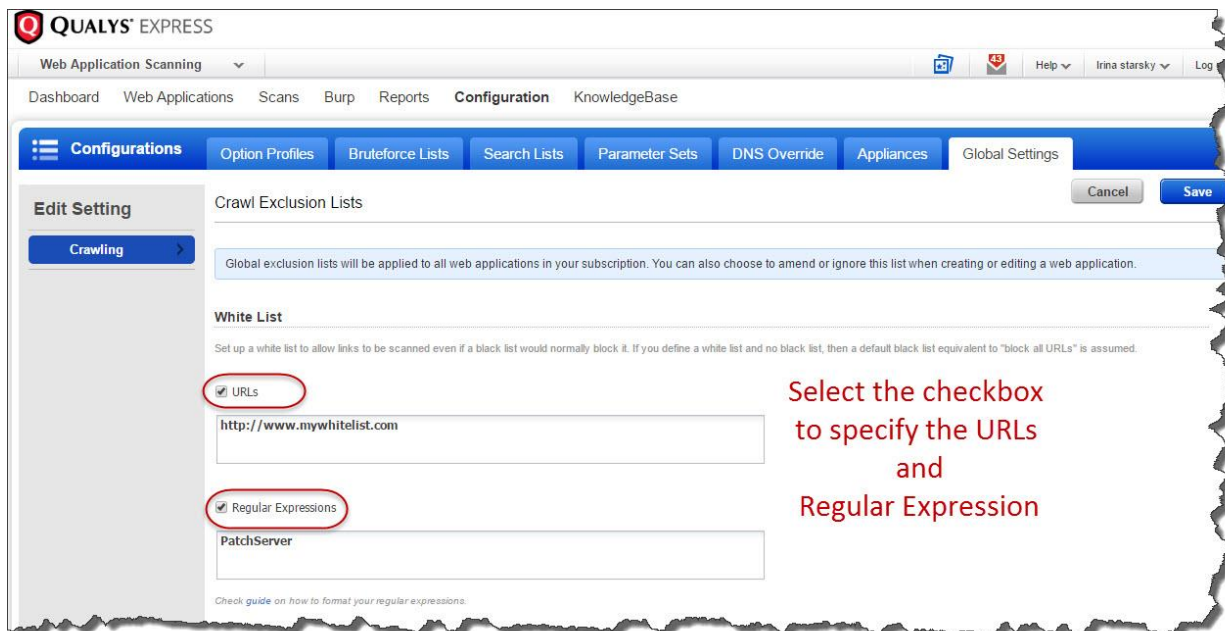 QUALYS' EXPRESS
Web Application Scanning
43
Help
Irina starsky
Log
Dashboard Web Applications Scans Burp Reports Configuration KnowledgeBase
Configurations
Option Profiles Bruteforce Lists Search Lists Parameter Sets DNS Override Appliances Global Settings
Edit Setting
Crawling
Crawl Exclusion Lists
Cancel
Save
Global exclusion lists will be applied to all web applications in your subscription. You can also choose to amend or ignore this list when creating or editing a web application.
White List
Set up a white list to allow links to be scanned even if a black list would normally block it. If you define a white list and no black list, then a default black list equivalent to "block all URLs" is assumed.
URLs
http://www.mywhitelist.com
Regular Expressions
PatchServer
Check guide on how to format your regular expressions.
Select the checkbox
to specify the URLs
and
Regular Expression